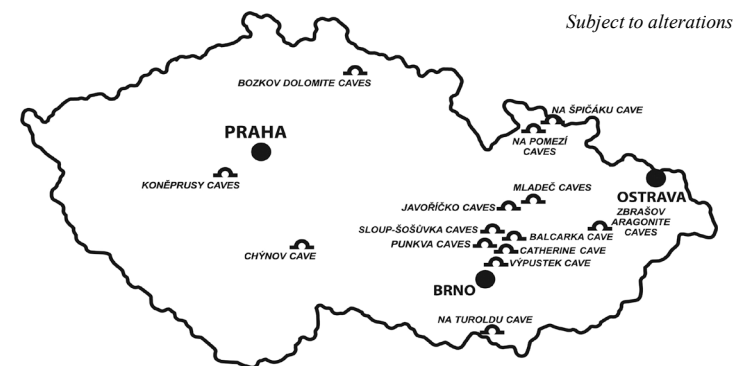 Subject to alterations
BOZKOV DOLOMITE CAVES
NA ŠPIČÁKU CAVE
PRAHA
NA POMEZÍ
CAVES
KONĚPRUSY CAVES
MLADEČ CAVES
OSTRAVA
JAVOŘÍČKO CAVES
ZBRAŠOV
ARAGONITE
CAVES
SLOUP-ŠOŠŮVKA CAVES
BALCARKA CAVE
PUNKVA CAVES
CATHERINE CAVE
CHÝNOV CAVE
VÝPUSTEK CAVE
BRNO
NA TUROLDU CAVE